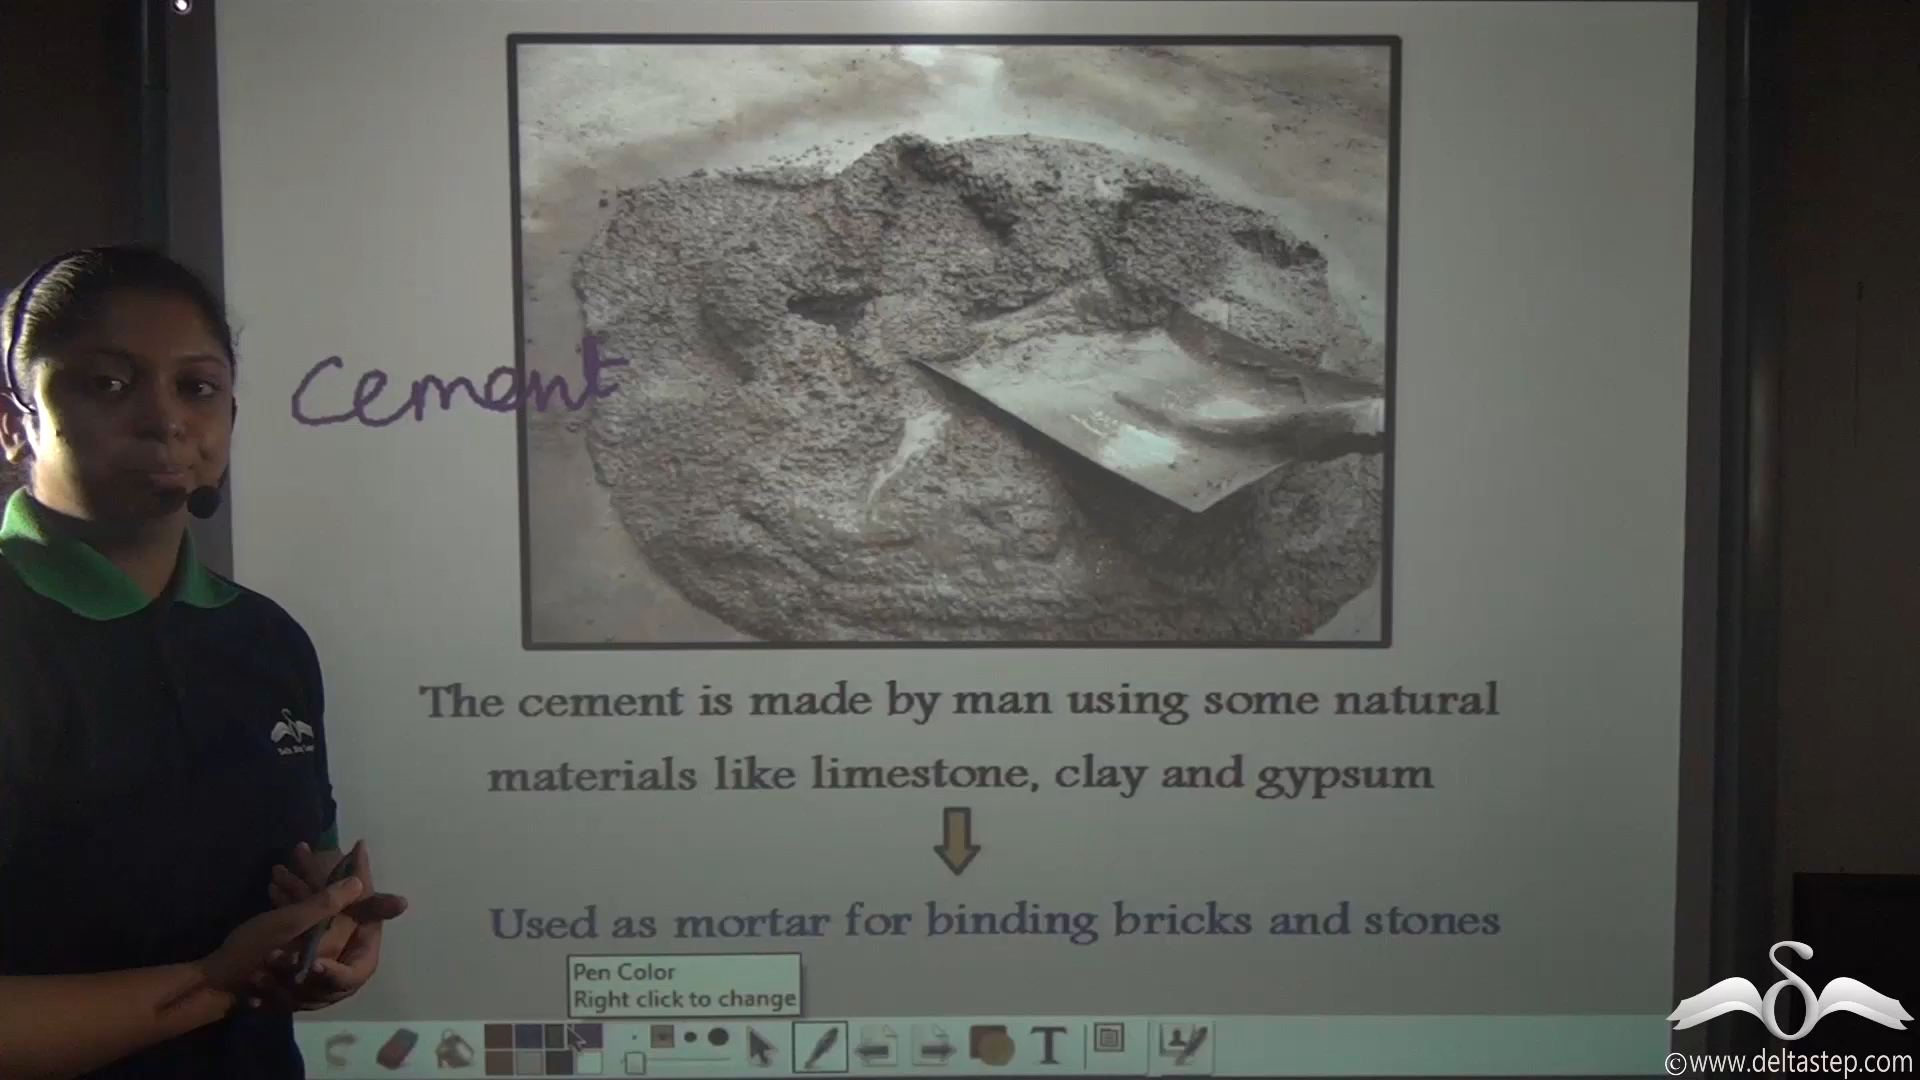 cement
The cement is made by man using some natural
materials like limestone, clay and gypsum
Used as mortar for binding bricks and stones
Pen Color
Right click to change
T
©www.deltastep.com